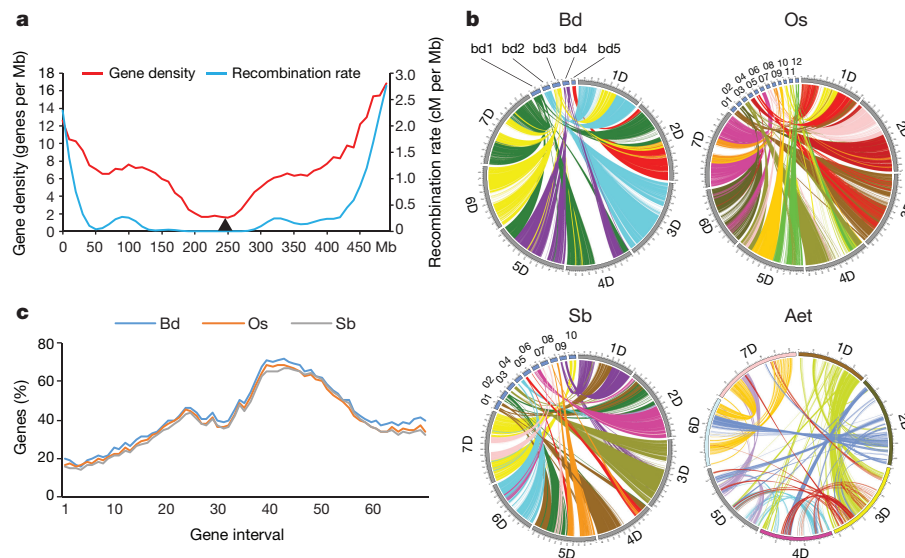 a
Gene density
Recombination rate
Gene density (genes per Mb)
18
16
14
12
10
8
6
4
2
0
3.0
2.5
2.0
1.5
1.0
0.5
0
Recombination rate (cM per Mb)
0 50 100 150 200 250 300 350 400 450 Mb
b
Bd
bd1 bd2 bd3 bd4 bd5
1D
2D
3D
4D
5D
6D
7D
Os
01 02 03 04 05 06 07 08 09 10 11 12
1D
2D
3D
4D
5D
6D
7D
c
Bd Os Sb
Genes (%)
80
60
40
20
0
1 10 20 30 40 50 60
Gene interval
Sb
01 02 03 04 05 06 07 08 09 10
1D
2D
3D
4D
5D
6D
7D
Aet
1D
2D
3D
4D
5D
6D
7D